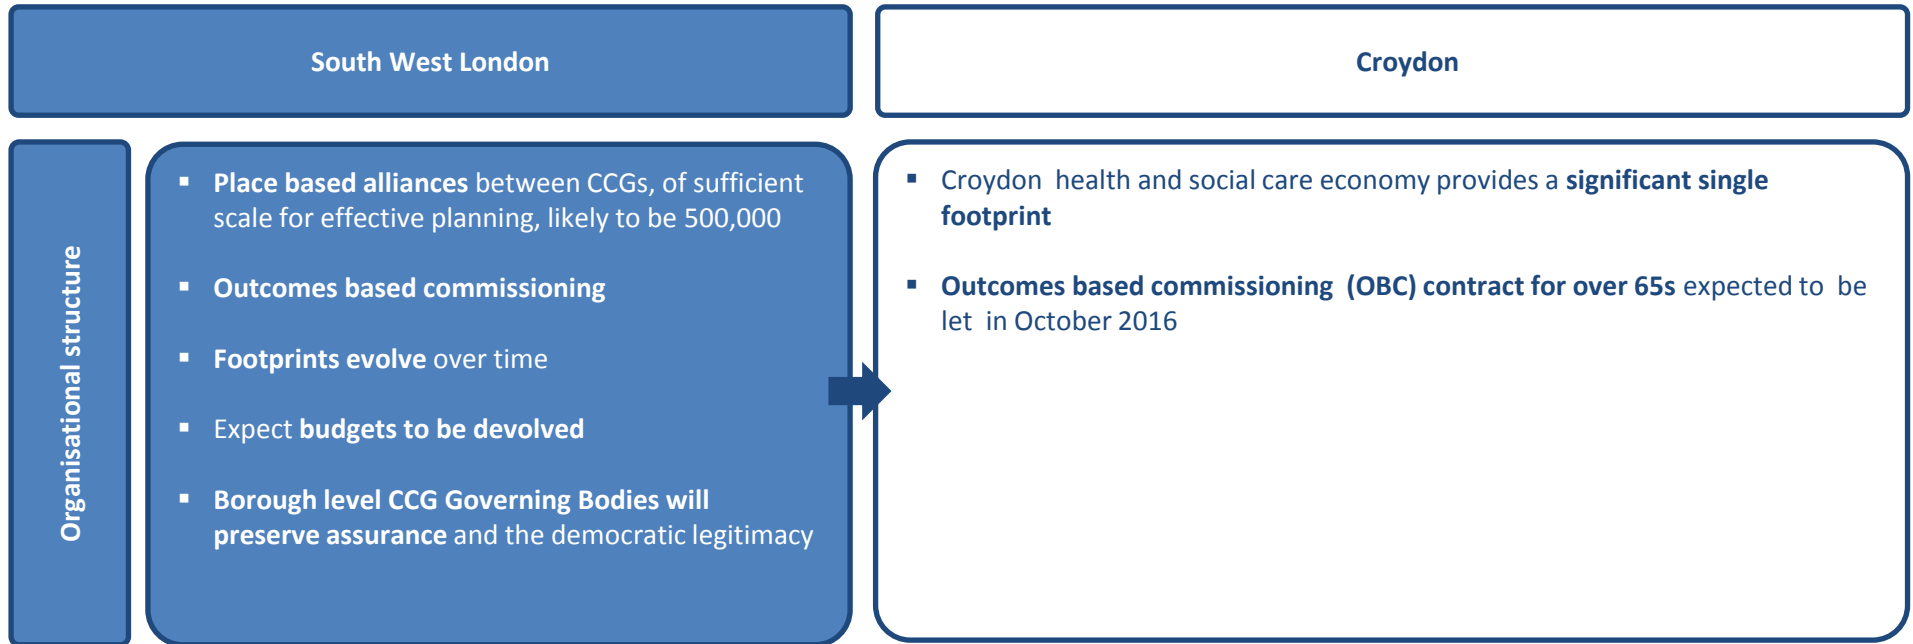 South West London
Croydon
Organisational structure
▪ Place based alliances between CCGs, of sufficient
scale for effective planning, likely to be 500,000
▪ Outcomes based commissioning
▪ Footprints evolve over time
▪ Expect budgets to be devolved
▪ Borough level CCG Governing Bodies will
preserve assurance and the democratic legitimacy
▪ Croydon health and social care economy provides a significant single
footprint
▪ Outcomes based commissioning (OBC) contract for over 65s expected to be
let in October 2016